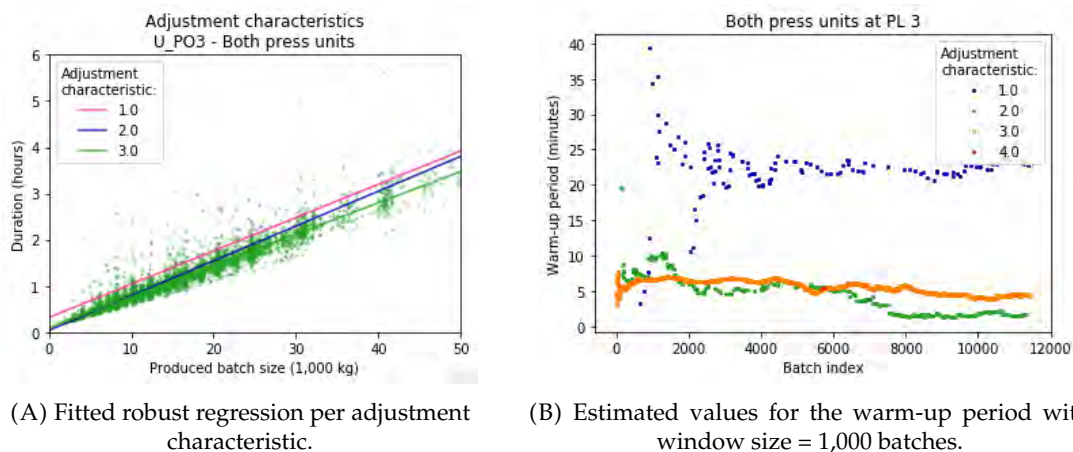 Adjustment characteristics
U_PO3 - Both press units
6
5
4
3
2
1
0
Duration (hours)
Adjustment
characteristic:
1.0
2.0
3.0
0 10 20 30 40 50
Produced batch size (1,000 kg)
(A) Fitted robust regression per adjustment
characteristic.
Both press units at PL 3
40
35
30
25
20
15
10
5
0
Warm-up period (minutes)
Adjustment
characteristic:
1.0
2.0
3.0
4.0
0 2000 4000 6000 8000 10000 12000
Batch index
(B) Estimated values for the warm-up period wit
window size = 1,000 batches.